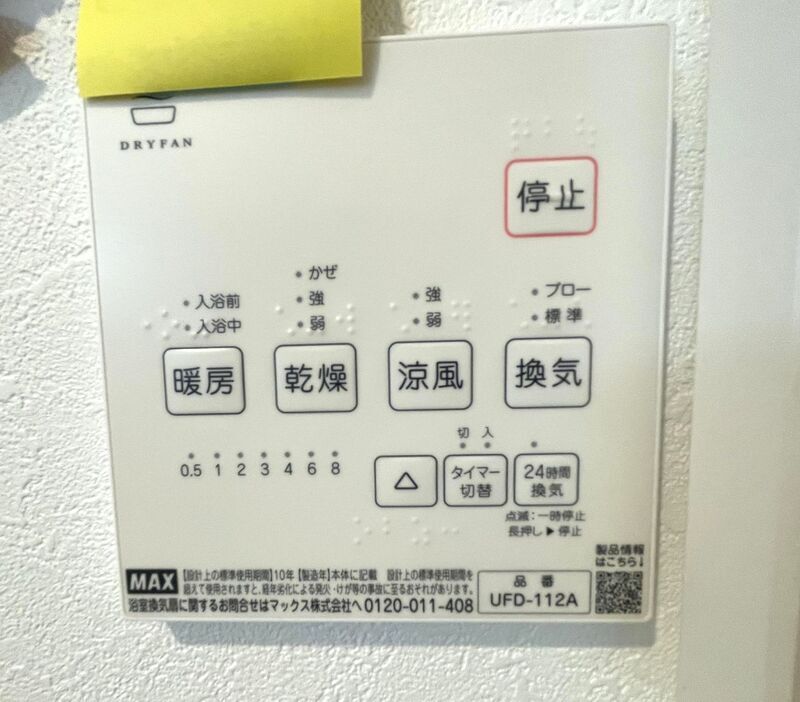 DRYFAN
停止
入浴前
入浴中
かぜ
強
弱
強
弱
ブロー
標準
暖房
乾燥
涼風
換気
0.5 1 2 3 4 6 8
△
切 入
タイマー
切替
24時間
換気
点滅：一時停止
長押し▶停止
製品情報
はこちら↓
MAX
【設計上の標準使用期間】10年【製造年】本体に記載 設計上の標準使用期間を
超えて使用されますと、経年劣化による発火・けが等の事故に至るおそれがあります。
浴室換気扇に関するお問合せはマックス株式会社へ 0120-011-408
品番
UFD-112A